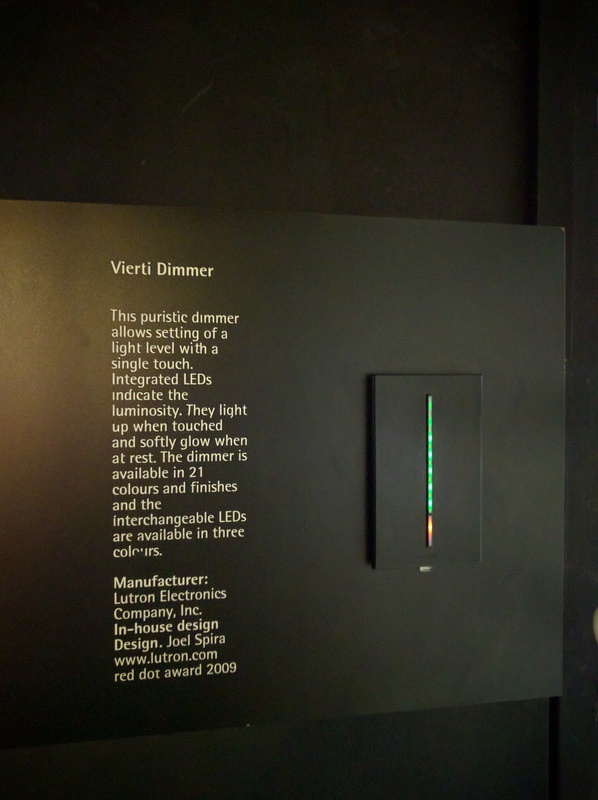 Vierti Dimmer
This puristic dimmer
allows setting of a
light level with a
single touch.
Integrated LEDs
indicate the
luminosity. They light
up when touched
and softly glow when
at rest. The dimmer is
available in 21
colours and finishes
and the
interchangeable LEDs
are available in three
colours.
Manufacturer:
Lutron Electronics
Company, Inc.
In-house design
Design. Joel Spira
www.lutron.com
red dot award 2009